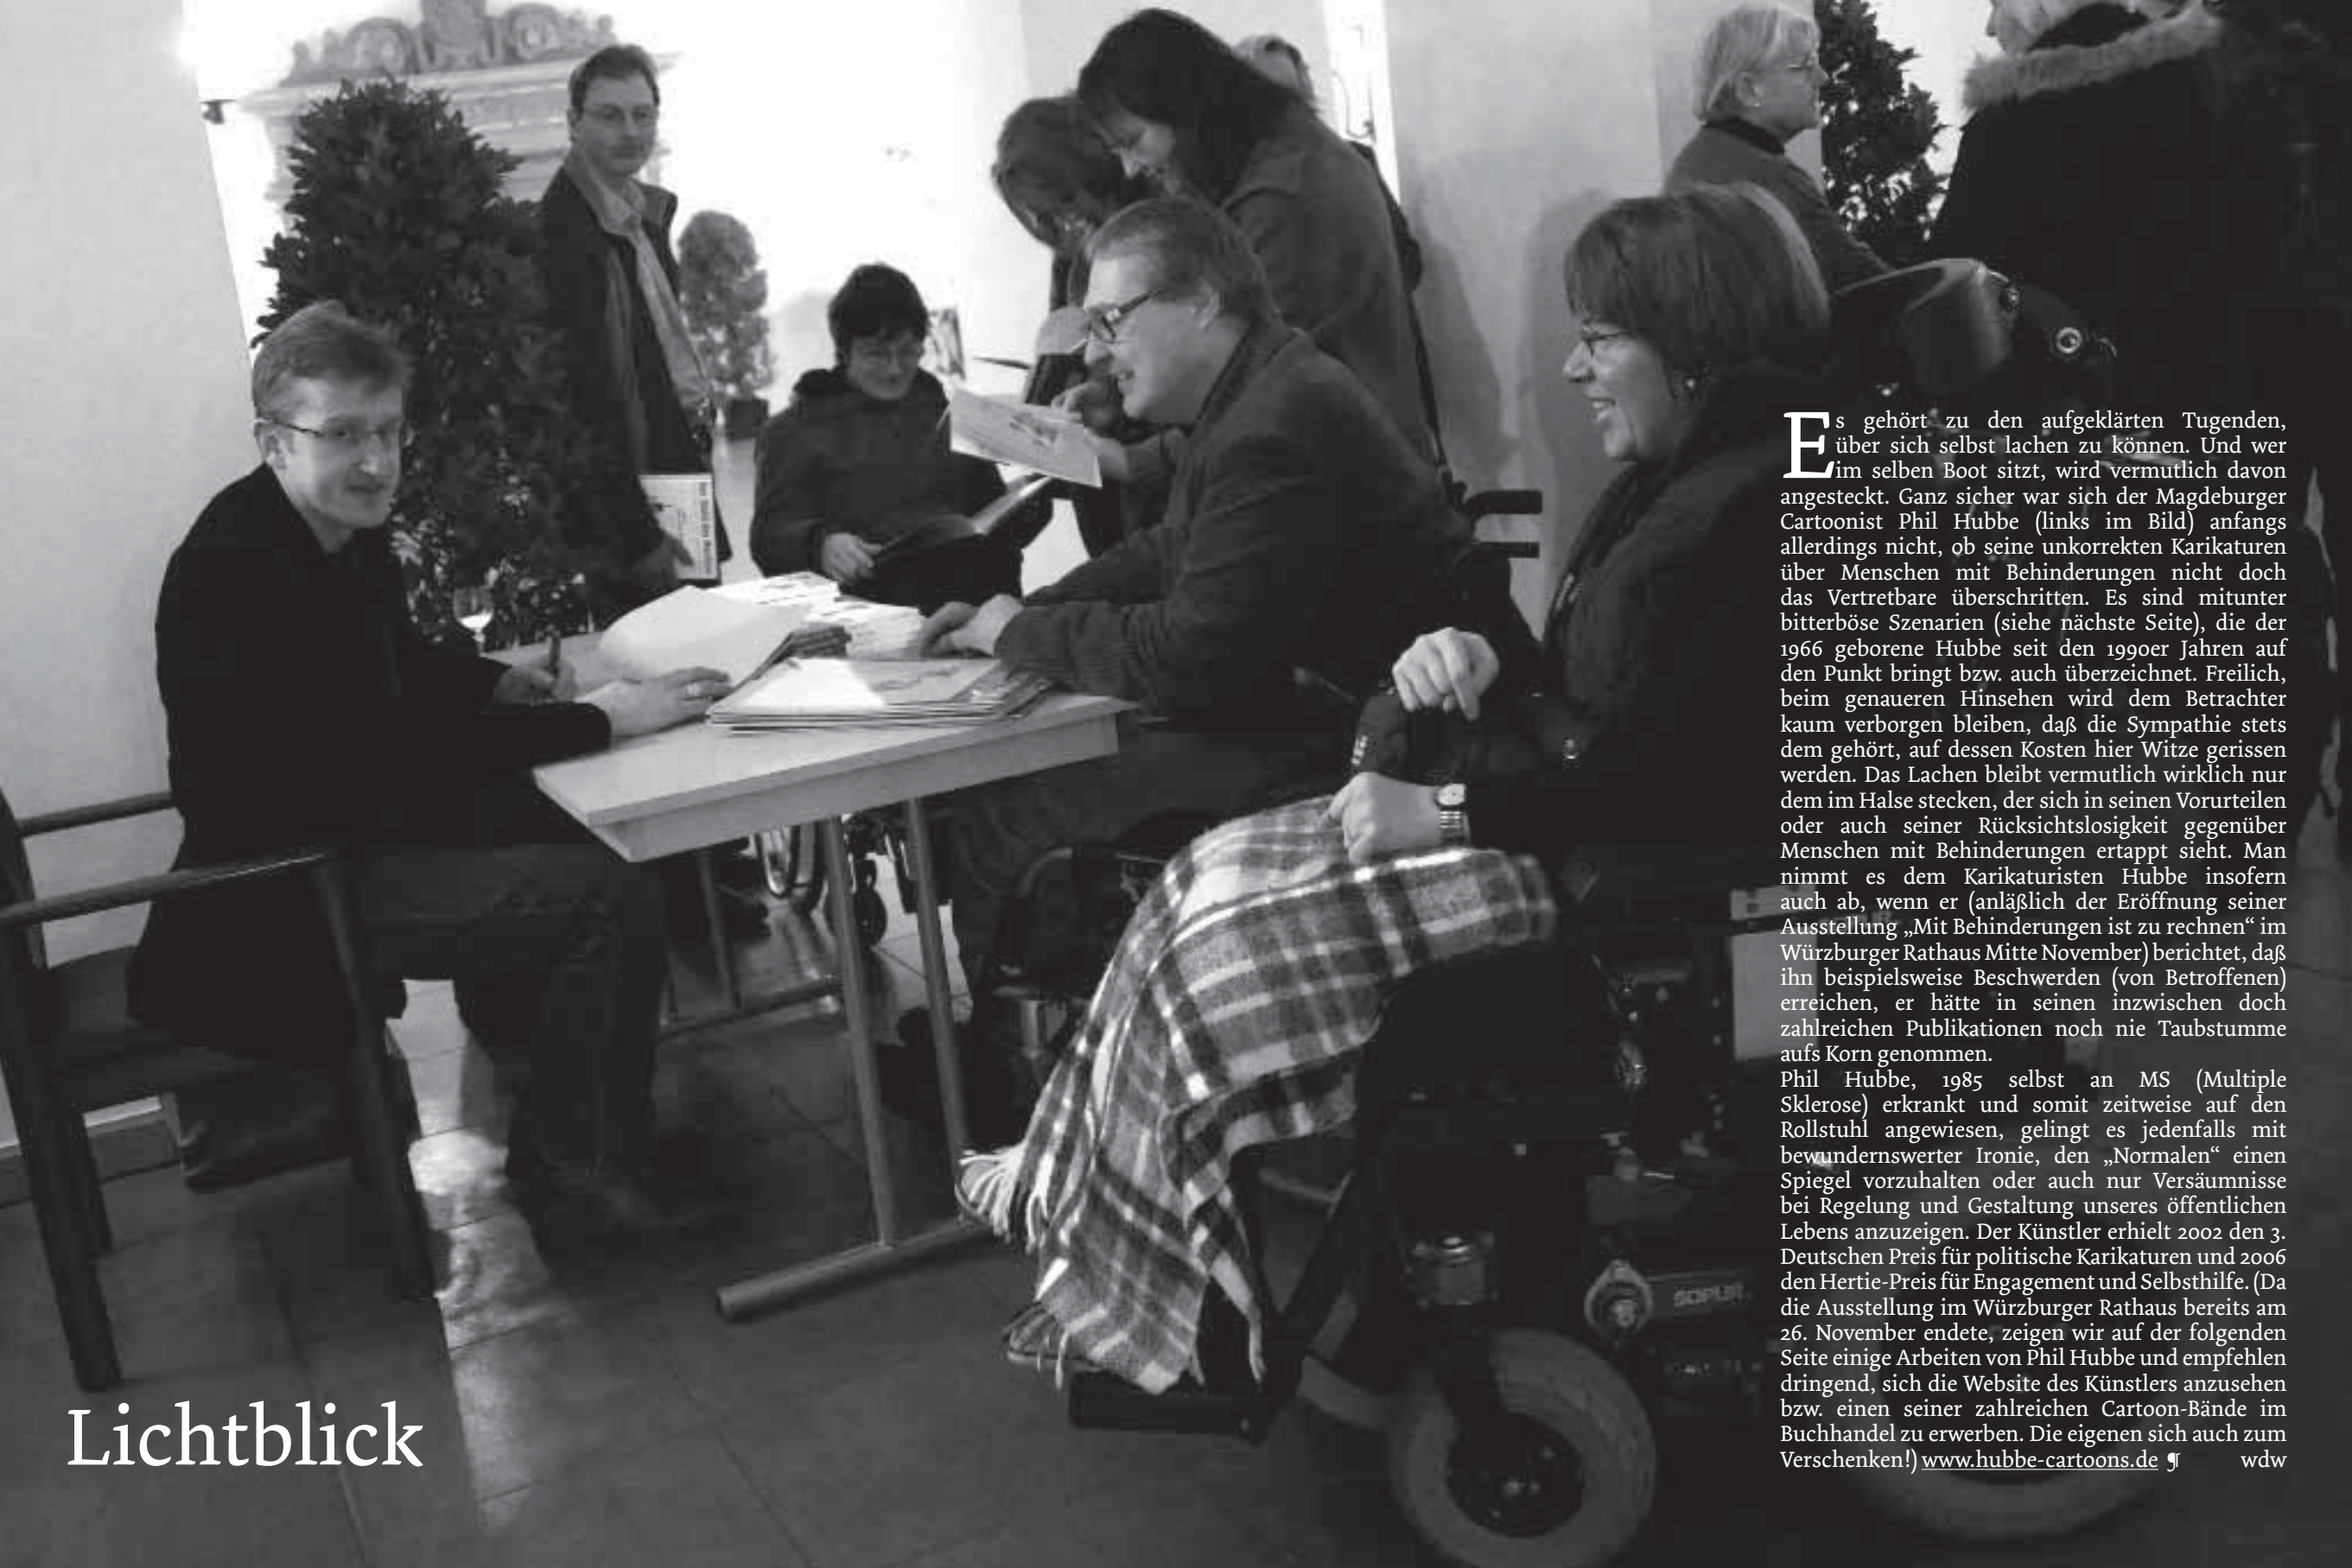 Es gehört zu den aufgeklärten Tugenden,
über sich selbst lachen zu können. Und wer
im selben Boot sitzt, wird vermutlich davon
angesteckt. Ganz sicher war sich der Magdeburger
Cartoonist Phil Hubbe (links im Bild) anfangs
allerdings nicht, ob seine unkorrekten Karikaturen
über Menschen mit Behinderungen nicht doch
das Vertretbare überschritten. Es sind mitunter
bitterböse Szenarien (siehe nächste Seite), die der
1966 geborene Hubbe seit den 1990er Jahren auf
den Punkt bringt bzw. auch überzeichnet. Freilich,
beim genaueren Hinsehen wird dem Betrachter
kaum verborgen bleiben, daß die Sympathie stets
dem gehört, auf dessen Kosten hier Witze gerissen
werden. Das Lachen bleibt vermutlich wirklich nur
dem im Halse stecken, der sich in seinen Vorurteilen
oder auch seiner Rücksichtslosigkeit gegenüber
Menschen mit Behinderungen ertappt sieht. Man
nimmt es dem Karikaturisten Hubbe insofern
auch ab, wenn er (anläßlich der Eröffnung seiner
Ausstellung „Mit Behinderungen ist zu rechnen“ im
Würzburger Rathaus Mitte November) berichtet, daß
ihn beispielsweise Beschwerden (von Betroffenen)
erreichen, er hätte in seinen inzwischen doch
zahlreichen Publikationen noch nie Taubstumme
aufs Korn genommen.
Phil Hubbe, 1985 selbst an MS (Multiple
Sklerose) erkrankt und somit zeitweise auf den
Rollstuhl angewiesen, gelingt es jedenfalls mit
bewundernswerter Ironie, den „Normalen“ einen
Spiegel vorzuhalten oder auch nur Versäumnisse
bei Regelung und Gestaltung unseres öffentlichen
Lebens anzuzeigen. Der Künstler erhielt 2002 den 3.
Deutschen Preis für politische Karikaturen und 2006
den Hertie-Preis für Engagement und Selbsthilfe. (Da
die Ausstellung im Würzburger Rathaus bereits am
26. November endete, zeigen wir auf der folgenden
Seite einige Arbeiten von Phil Hubbe und empfehlen
dringend, sich die Website des Künstlers anzusehen
bzw. einen seiner zahlreichen Cartoon-Bände im
Buchhandel zu erwerben. Die eigenen sich auch zum
Verschenken!) www.hubbe-cartoons.de ¶ wdw
SOPUR
Lichtblick